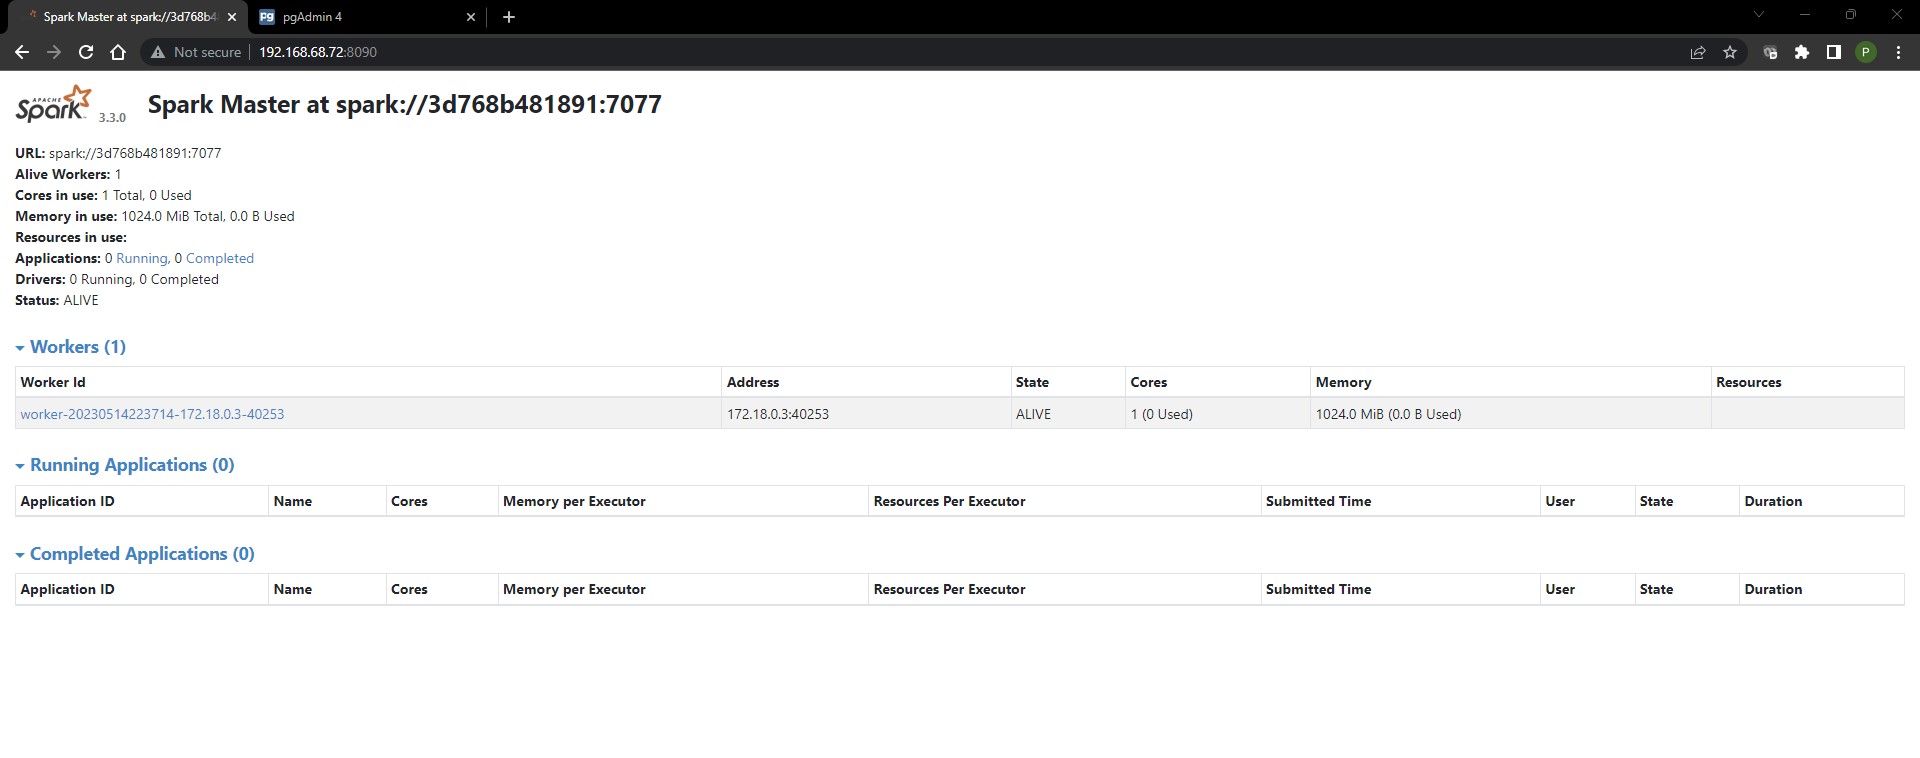 Spark Master at spark://3d768b4
pgAdmin 4
Not secure 192.168.68.72:8090
P
APACHE Spark 3.3.0 Spark Master at spark://3d768b481891:7077
URL: spark://3d768b481891:7077
Alive Workers: 1
Cores in use: 1 Total, 0 Used
Memory in use: 1024.0 MiB Total, 0.0 B Used
Resources in use:
Applications: 0 Running, 0 Completed
Drivers: 0 Running, 0 Completed
Status: ALIVE
Workers (1)
Worker Id Address State Cores Memory Resources
worker-20230514223714-172.18.0.3-40253 172.18.0.3:40253 ALIVE 1 (0 Used) 1024.0 MiB (0.0 B Used)
Running Applications (0)
Application ID Name Cores Memory per Executor Resources Per Executor Submitted Time User State Duration
Completed Applications (0)
Application ID Name Cores Memory per Executor Resources Per Executor Submitted Time User State Duration